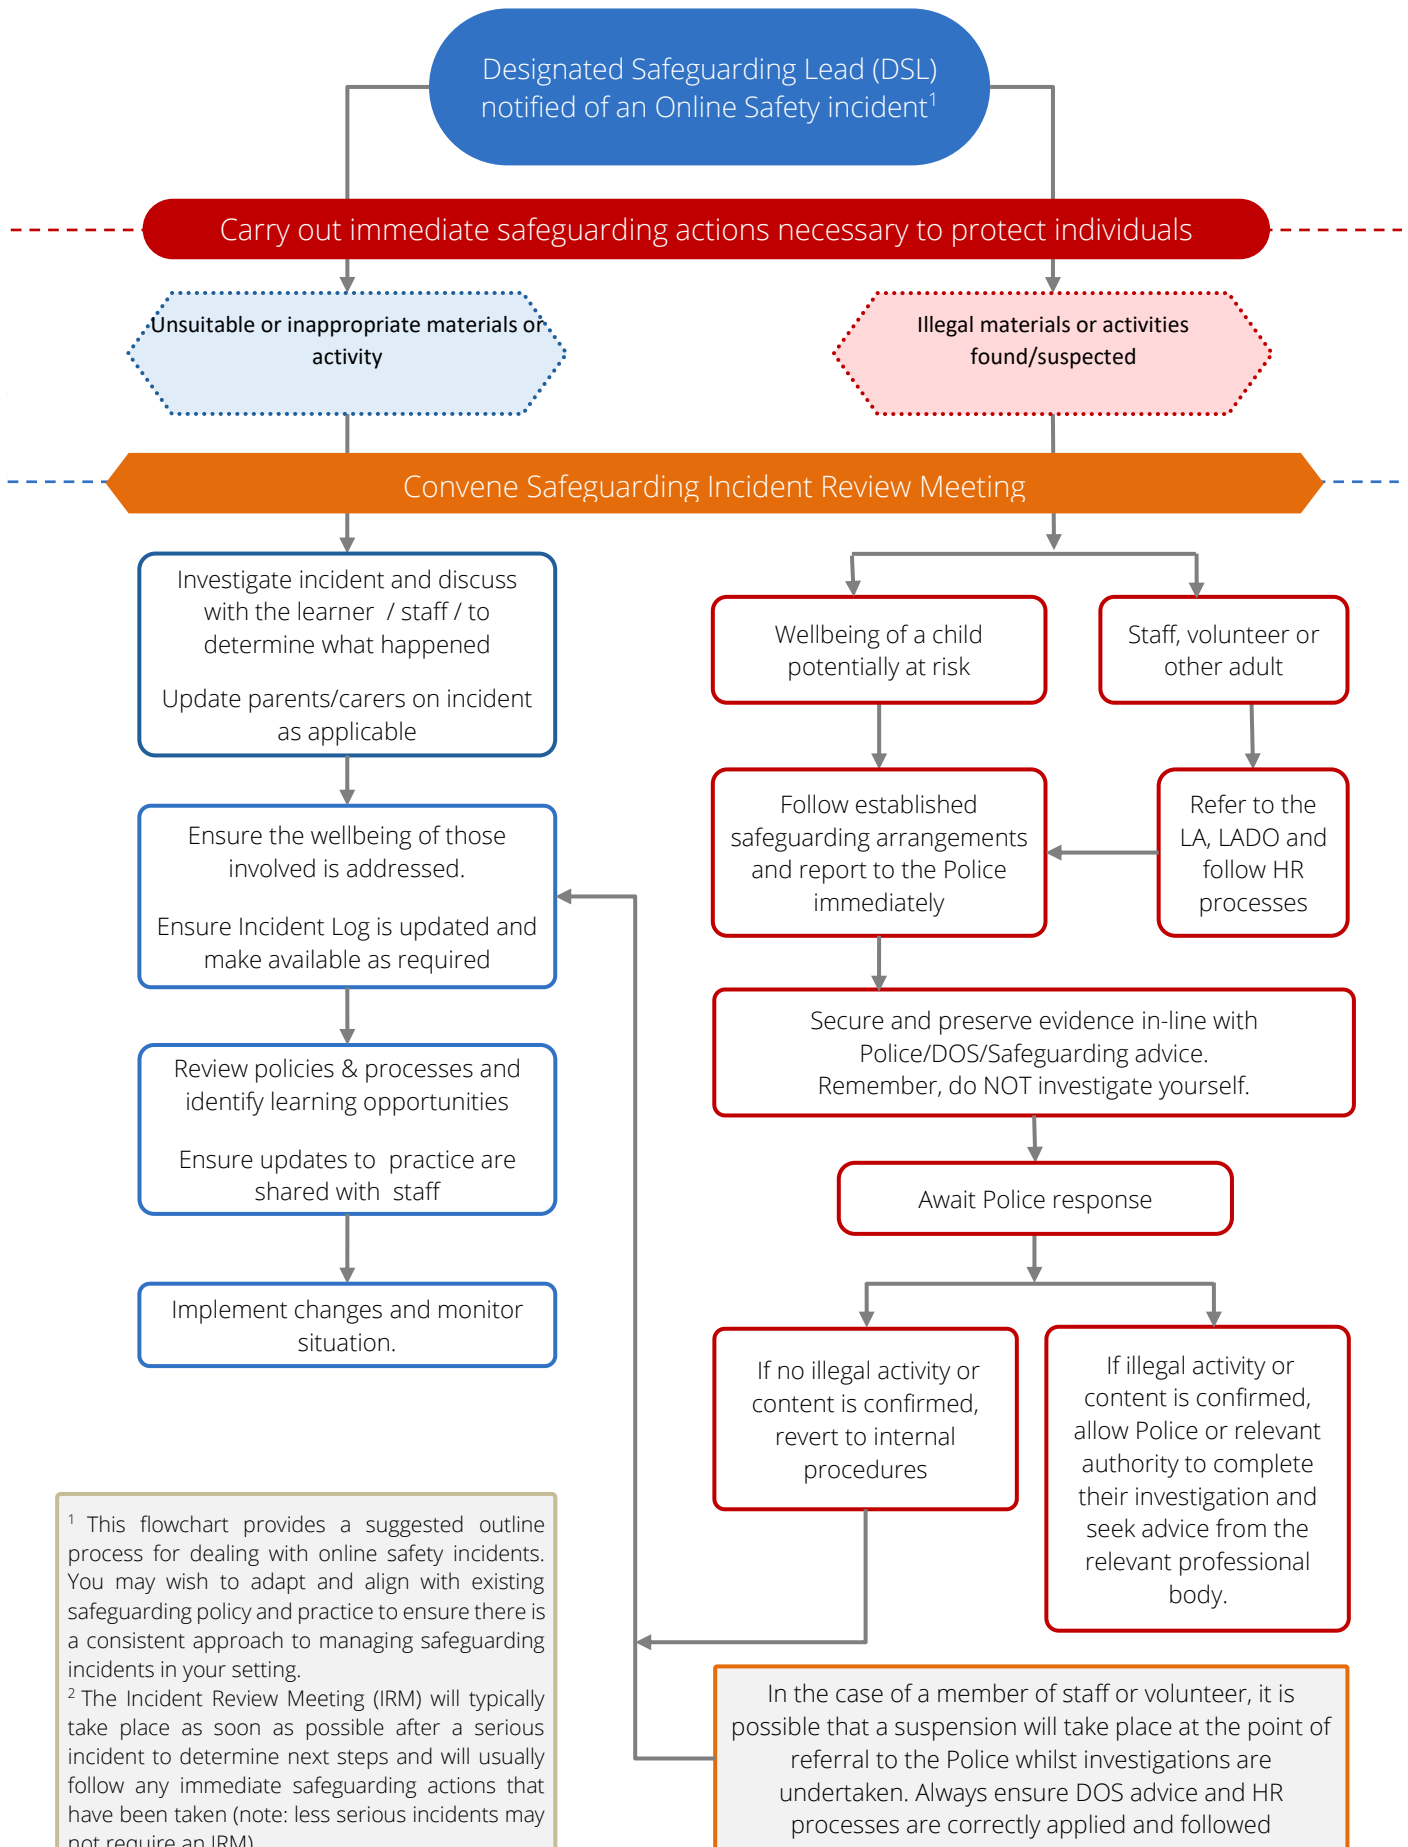 Designated Safeguarding Lead (DSL)
notified of an Online Safety incident1
Carry out immediate safeguarding actions necessary to protect individuals
Unsuitable or inappropriate materials or
activity
Illegal materials or activities
found/suspected
Convene Safeguarding Incident Review Meeting
Investigate incident and discuss
with the learner / staff / to
determine what happened
Update parents/carers on incident
as applicable
Ensure the wellbeing of those
involved is addressed.
Ensure Incident Log is updated and
make available as required
Review policies & processes and
identify learning opportunities
Ensure updates to practice are
shared with staff
Implement changes and monitor
situation.
Wellbeing of a child
potentially at risk
Staff, volunteer or
other adult
Follow established
safeguarding arrangements
and report to the Police
immediately
Refer to the
LA, LADO and
follow HR
processes
Secure and preserve evidence in-line with
Police/DOS/Safeguarding advice.
Remember, do NOT investigate yourself.
Await Police response
If no illegal activity or
content is confirmed,
revert to internal
procedures
If illegal activity or
content is confirmed,
allow Police or relevant
authority to complete
their investigation and
seek advice from the
relevant professional
body.
1 This flowchart provides a suggested outline
process for dealing with online safety incidents.
You may wish to adapt and align with existing
safeguarding policy and practice to ensure there is
a consistent approach to managing safeguarding
incidents in your setting.
2 The Incident Review Meeting (IRM) will typically
take place as soon as possible after a serious
incident to determine next steps and will usually
follow any immediate safeguarding actions that
have been taken (note: less serious incidents may
not require an IRM)
In the case of a member of staff or volunteer, it is
possible that a suspension will take place at the point of
referral to the Police whilst investigations are
undertaken. Always ensure DOS advice and HR
processes are correctly applied and followed